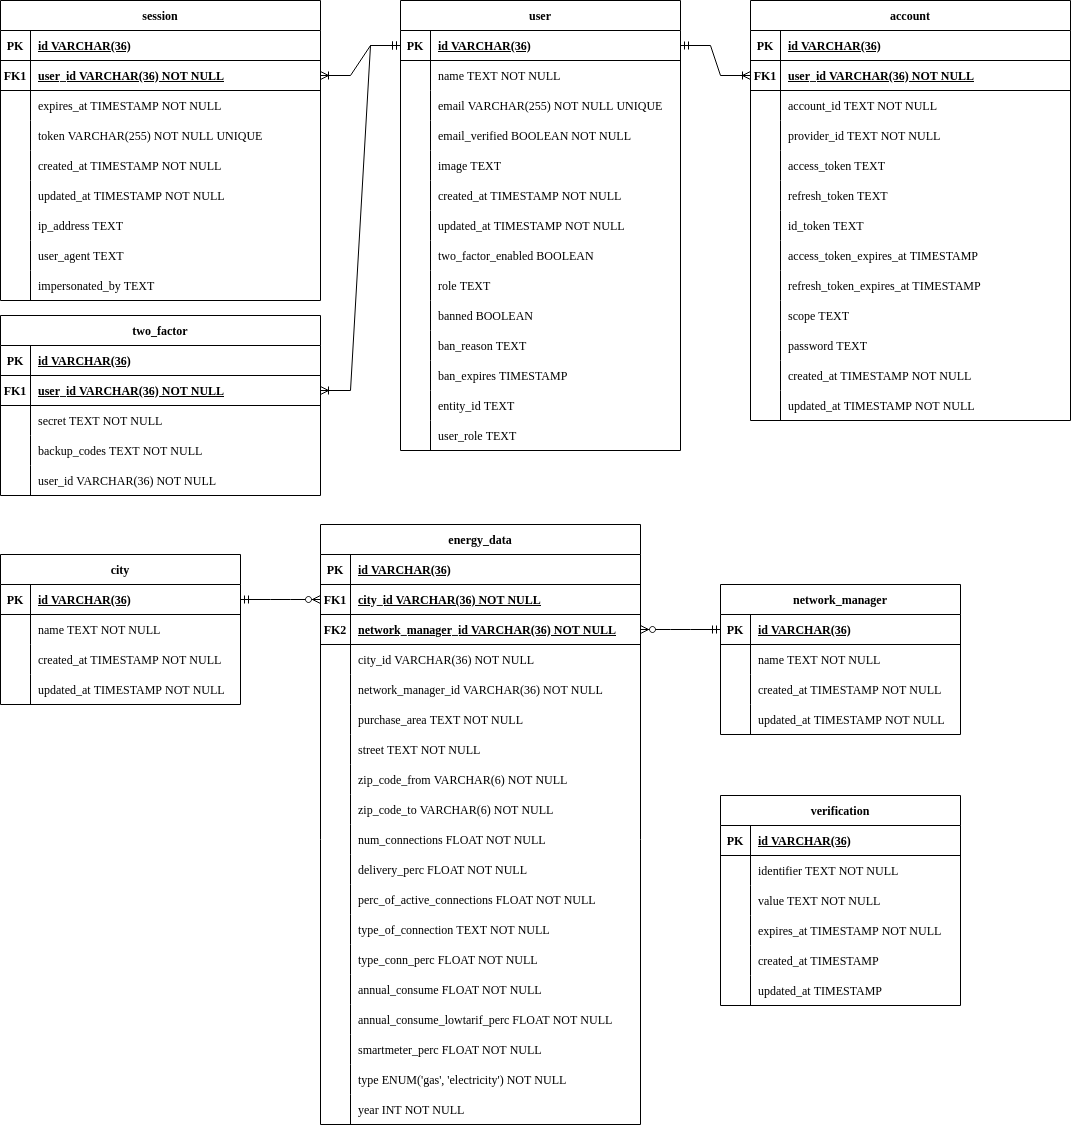 session
PK id VARCHAR(36)
FK1 user_id VARCHAR(36) NOT NULL
expires_at TIMESTAMP NOT NULL
token VARCHAR(255) NOT NULL UNIQUE
created_at TIMESTAMP NOT NULL
updated_at TIMESTAMP NOT NULL
ip_address TEXT
user_agent TEXT
impersonated_by TEXT
user
PK id VARCHAR(36)
name TEXT NOT NULL
email VARCHAR(255) NOT NULL UNIQUE
email_verified BOOLEAN NOT NULL
image TEXT
created_at TIMESTAMP NOT NULL
updated_at TIMESTAMP NOT NULL
two_factor_enabled BOOLEAN
role TEXT
banned BOOLEAN
ban_reason TEXT
ban_expires TIMESTAMP
entity_id TEXT
user_role TEXT
account
PK id VARCHAR(36)
FK1 user_id VARCHAR(36) NOT NULL
account_id TEXT NOT NULL
provider_id TEXT NOT NULL
access_token TEXT
refresh_token TEXT
id_token TEXT
access_token_expires_at TIMESTAMP
refresh_token_expires_at TIMESTAMP
scope TEXT
password TEXT
created_at TIMESTAMP NOT NULL
updated_at TIMESTAMP NOT NULL
two_factor
PK id VARCHAR(36)
FK1 user_id VARCHAR(36) NOT NULL
secret TEXT NOT NULL
backup_codes TEXT NOT NULL
user_id VARCHAR(36) NOT NULL
city
PK id VARCHAR(36)
name TEXT NOT NULL
created_at TIMESTAMP NOT NULL
updated_at TIMESTAMP NOT NULL
energy_data
PK id VARCHAR(36)
FK1 city_id VARCHAR(36) NOT NULL
FK2 network_manager_id VARCHAR(36) NOT NULL
city_id VARCHAR(36) NOT NULL
network_manager_id VARCHAR(36) NOT NULL
purchase_area TEXT NOT NULL
street TEXT NOT NULL
zip_code_from VARCHAR(6) NOT NULL
zip_code_to VARCHAR(6) NOT NULL
num_connections FLOAT NOT NULL
delivery_perc FLOAT NOT NULL
perc_of_active_connections FLOAT NOT NULL
type_of_connection TEXT NOT NULL
type_conn_perc FLOAT NOT NULL
annual_consume FLOAT NOT NULL
annual_consume_lowtarif_perc FLOAT NOT NULL
smartmeter_perc FLOAT NOT NULL
type ENUM('gas', 'electricity') NOT NULL
year INT NOT NULL
network_manager
PK id VARCHAR(36)
name TEXT NOT NULL
created_at TIMESTAMP NOT NULL
updated_at TIMESTAMP NOT NULL
verification
PK id VARCHAR(36)
identifier TEXT NOT NULL
value TEXT NOT NULL
expires_at TIMESTAMP NOT NULL
created_at TIMESTAMP
updated_at TIMESTAMP